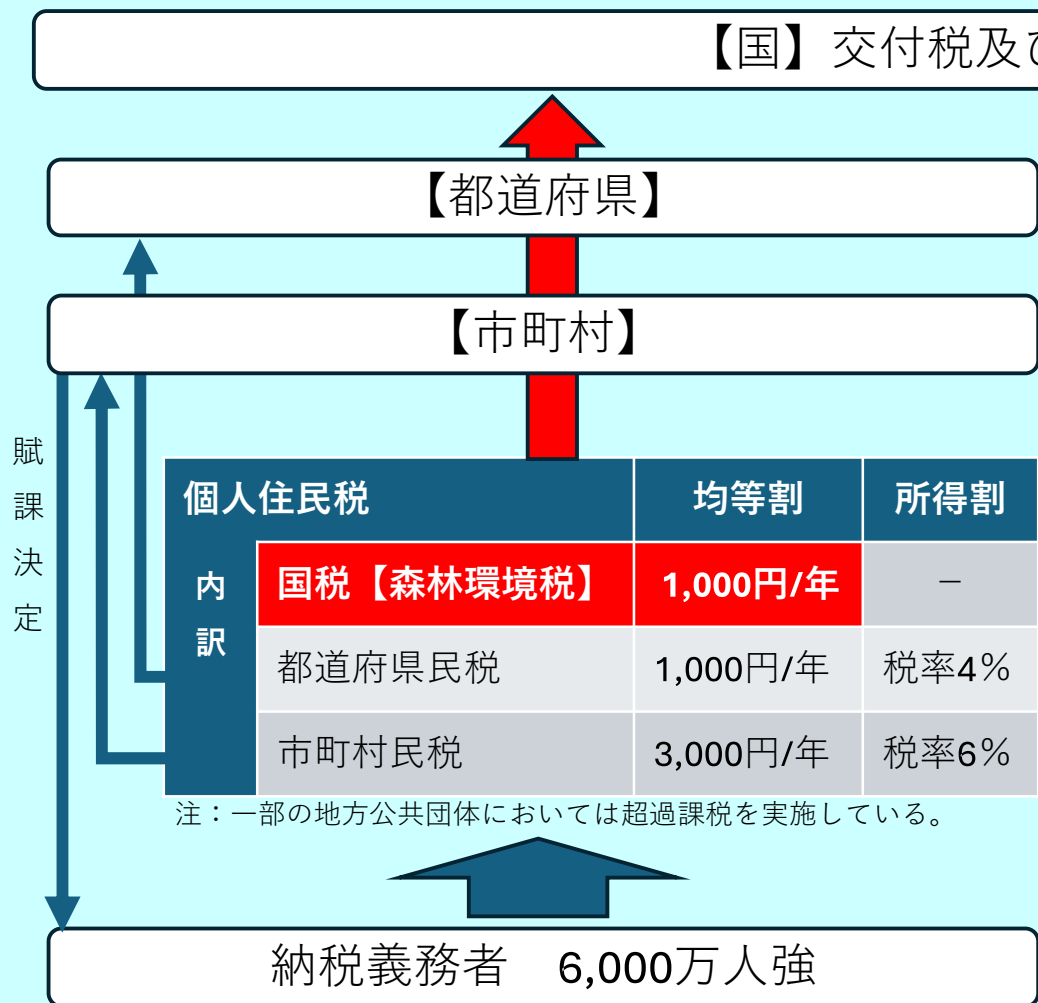 【国】交付税及び
【都道府県】
【市町村】
賦課決定
個人住民税 均等割 所得割
内訳
国税【森林環境税】 1,000円/年 －
都道府県民税 1,000円/年 税率4％
市町村民税 3,000円/年 税率6％
注：一部の地方公共団体においては超過課税を実施している。
納税義務者　6,000万人強